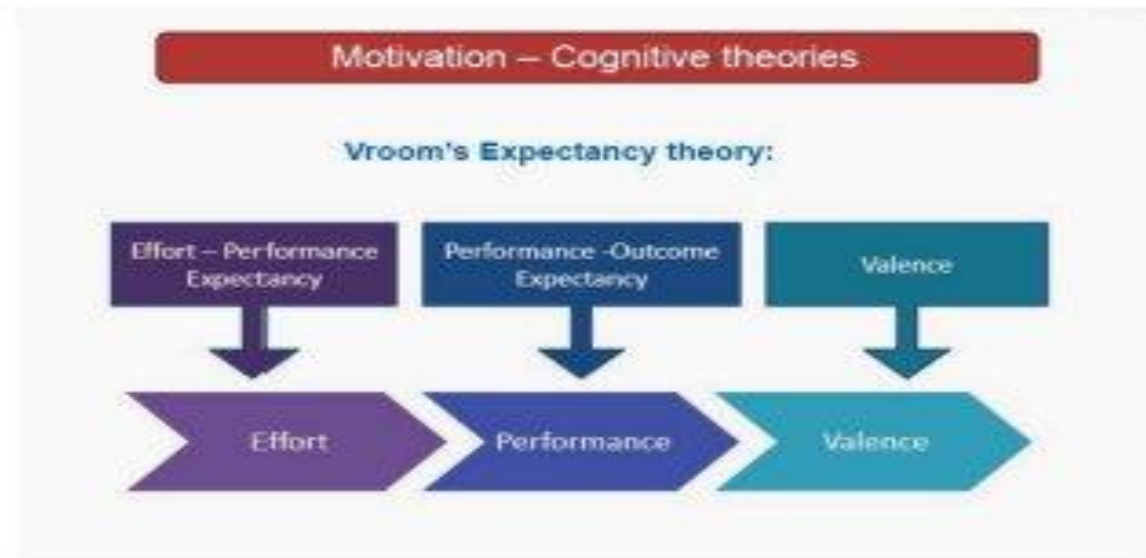 Motivation – Cognitive theories
Vroom's Expectancy theory:
Effort – Performance
Expectancy
Performance -Outcome
Expectancy
Valence
Effort
Performance
Valence